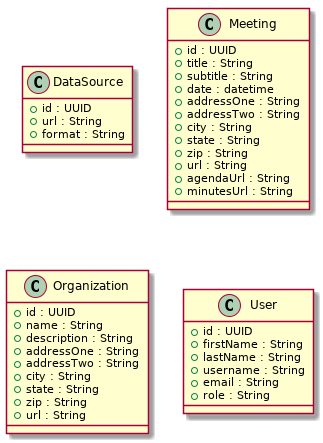 C DataSource
id : UUID
url : String
format : String
C Meeting
id : UUID
title : String
subtitle : String
date : datetime
addressOne : String
addressTwo : String
city : String
state : String
zip : String
url : String
agendaUrl : String
minutesUrl : String
C Organization
id : UUID
name : String
description : String
addressOne : String
addressTwo : String
city : String
state : String
zip : String
url : String
C User
id : UUID
firstName : String
lastName : String
username : String
email : String
role : String